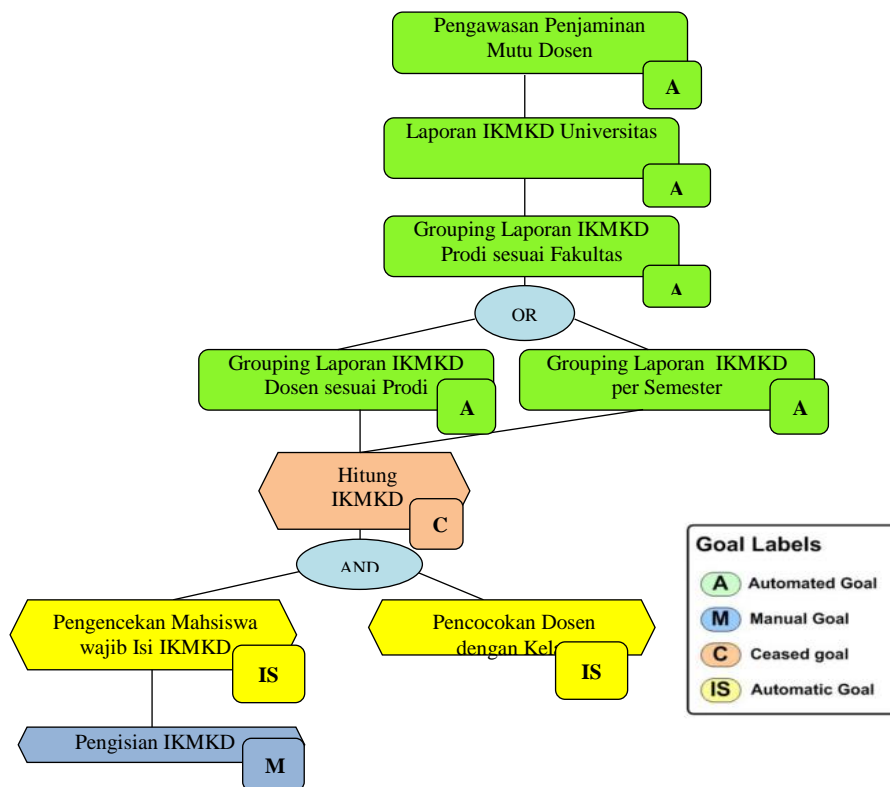 Pengawasan Penjaminan
Mutu Dosen
A
Laporan IKMKD Universitas
A
Grouping Laporan IKMKD
Prodi sesuai Fakultas
A
OR
Grouping Laporan IKMKD
Dosen sesuai Prodi
A
Grouping Laporan IKMKD
per Semester
A
Hitung
IKMKD
C
AND
Pengencekan Mahsiswa
wajib Isi IKMKD
IS
Pencocokan Dosen
dengan
IS
Pengisian IKMKD
M
Goal Labels
A Automated Goal
M Manual Goal
C Ceased goal
IS Automatic Goal